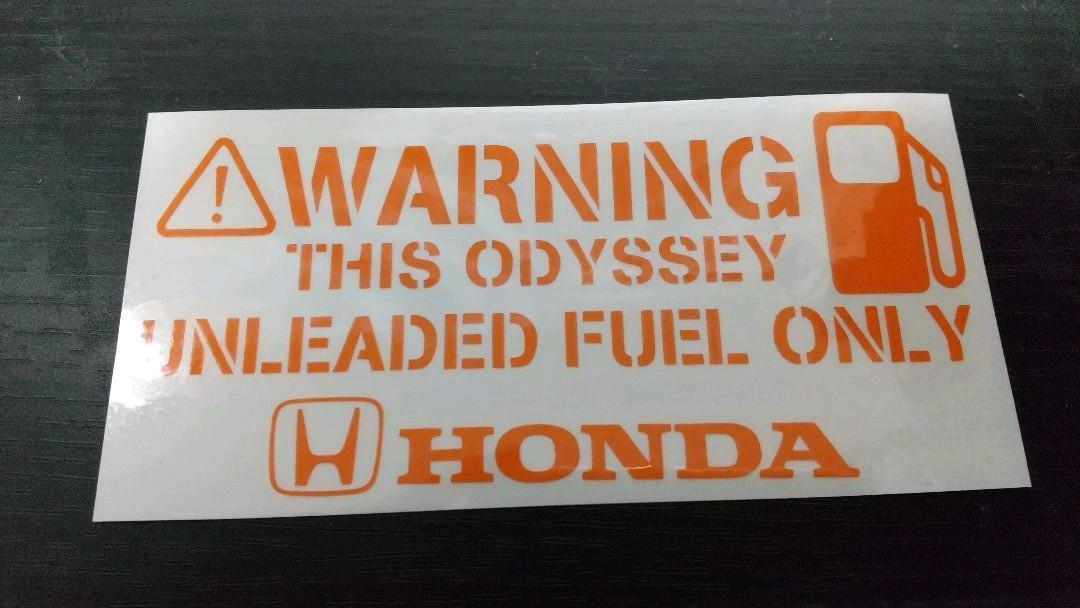 WARNING
THIS ODYSSEY
UNLEADED FUEL ONLY
HONDA